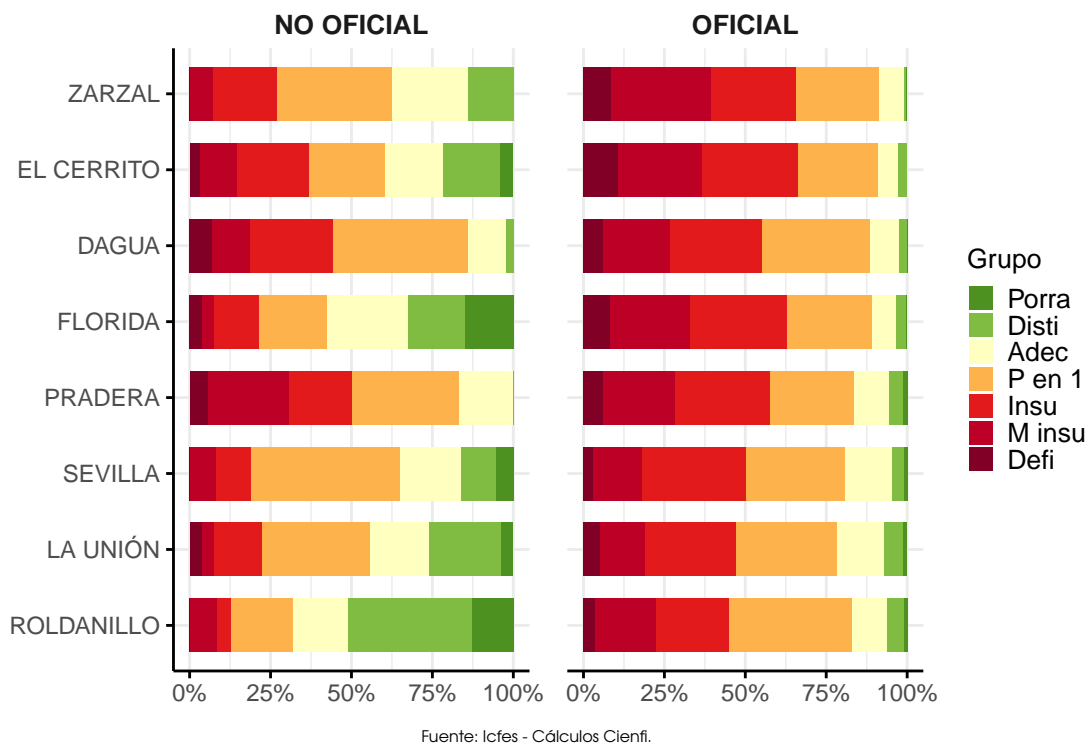 NO OFICIAL
OFICIAL
ZARZAL
EL CERRITO
DAGUA
FLORIDA
PRADERA
SEVILLA
LA UNIÓN
ROLDANILLO
0%
25%
50%
75%
100%
0%
25%
50%
75%
100%
Grupo
Porra
Disti
Adec
P en 1
Insu
M insu
Defi
Fuente: Icfes - Cálculos Cienfi.